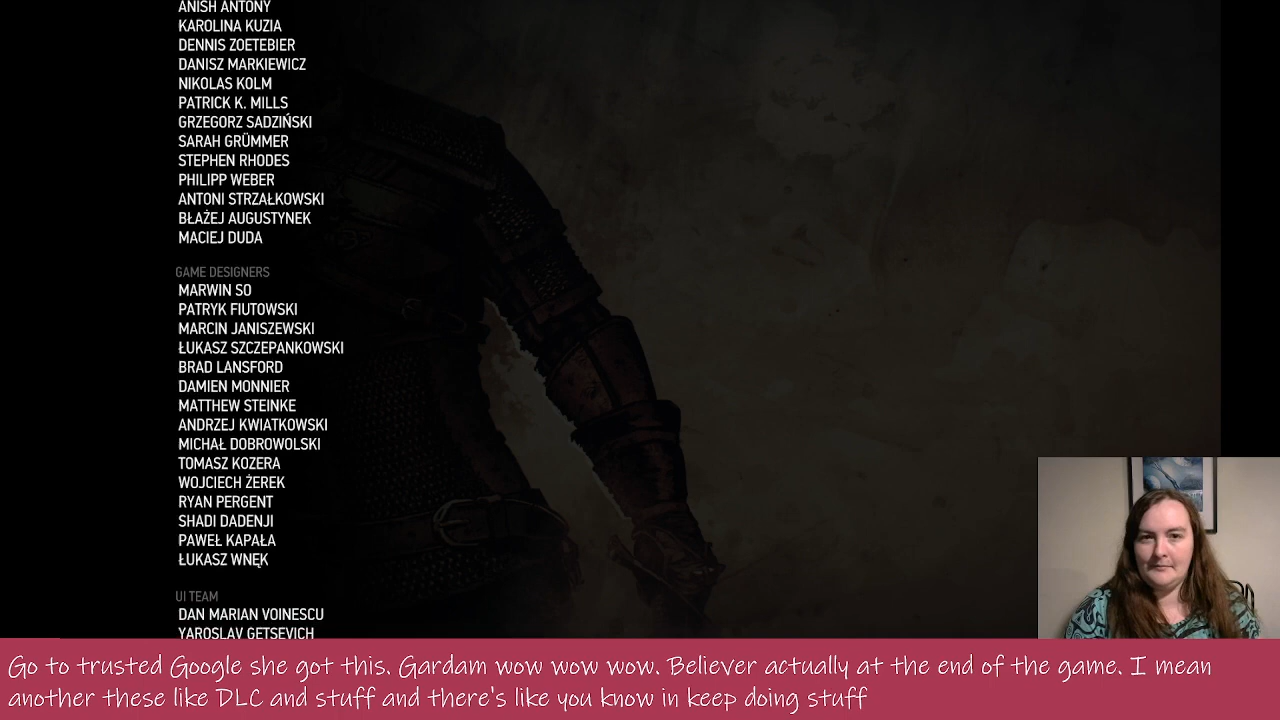 ANISH ANTONY
KAROLINA KUZIA
DENNIS ZOETEBIER
DANISZ MARKIEWICZ
NIKOLAS KOLM
PATRICK K. MILLS
GRZEGORZ SADZIŃSKI
SARAH GRÜMMER
STEPHEN RHODES
PHILIPP WEBER
ANTONI STRZAŁKOWSKI
BŁAŻEJ AUGUSTYNEK
MACIEJ DUDA
GAME DESIGNERS
MARWIN SO
PATRYK FIUTOWSKI
MARCIN JANISZEWSKI
ŁUKASZ SZCZEPANKOWSKI
BRAD LANSFORD
DAMIEN MONNIER
MATTHEW STEINKE
ANDRZEJ KWIATKOWSKI
MICHAŁ DOBROWOLSKI
TOMASZ KOZERA
WOJCIECH ŻEREK
RYAN PERGENT
SHADI DADENJI
PAWEŁ KAPAŁA
ŁUKASZ WNĘK
UI TEAM
DAN MARIAN VOINESCU
YAROSLAV GETSEVICH
Go to trusted Google she got this. Gardam wow wow wow. Believer actually at the end of the game. I mean
another these like DLC and stuff and there's like you know in keep doing stuff